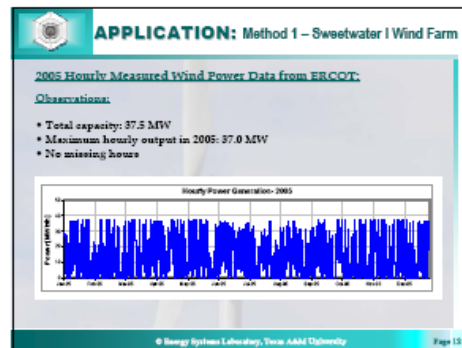 APPLICATION: Method 1 – Sweetwater I Wind Farm
2005 Hourly Measured Wind Power Data from ERCOT:
Observations:
• Total capacity: 37.5 MW
• Maximum hourly output in 2005: 37.0 MW
• No missing hours
Hourly Power Generation- 2005
© Energy Systems Laboratory, Texas A&M University
Page 13